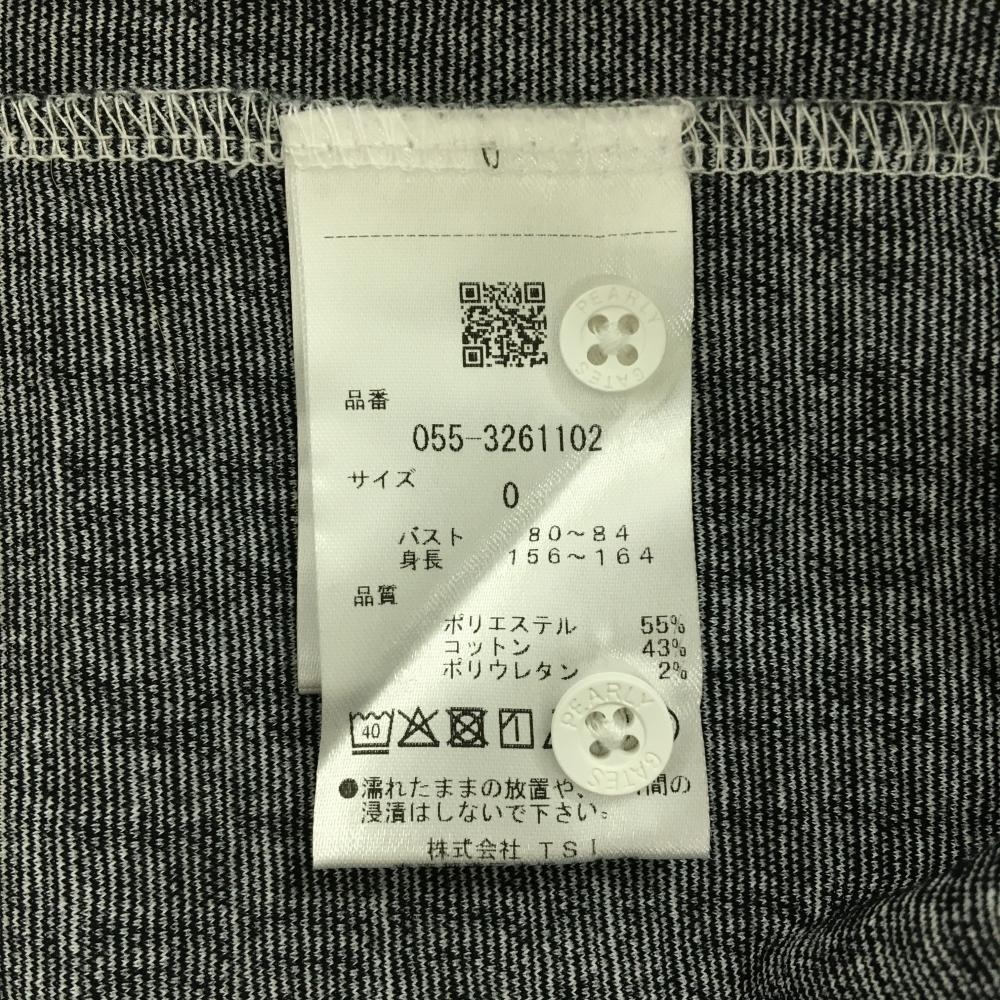 PEARLY
GATES
品番
055-3261102
サイズ
0
バスト 80~84
身長 156~164
品質
ポリエステル 55%
コットン 43%
ポリウレタン 2%
PEARLY
GATES
40
●濡れたままの放置や、 間の
浸漬はしないで下さい。
株式会社 TSI